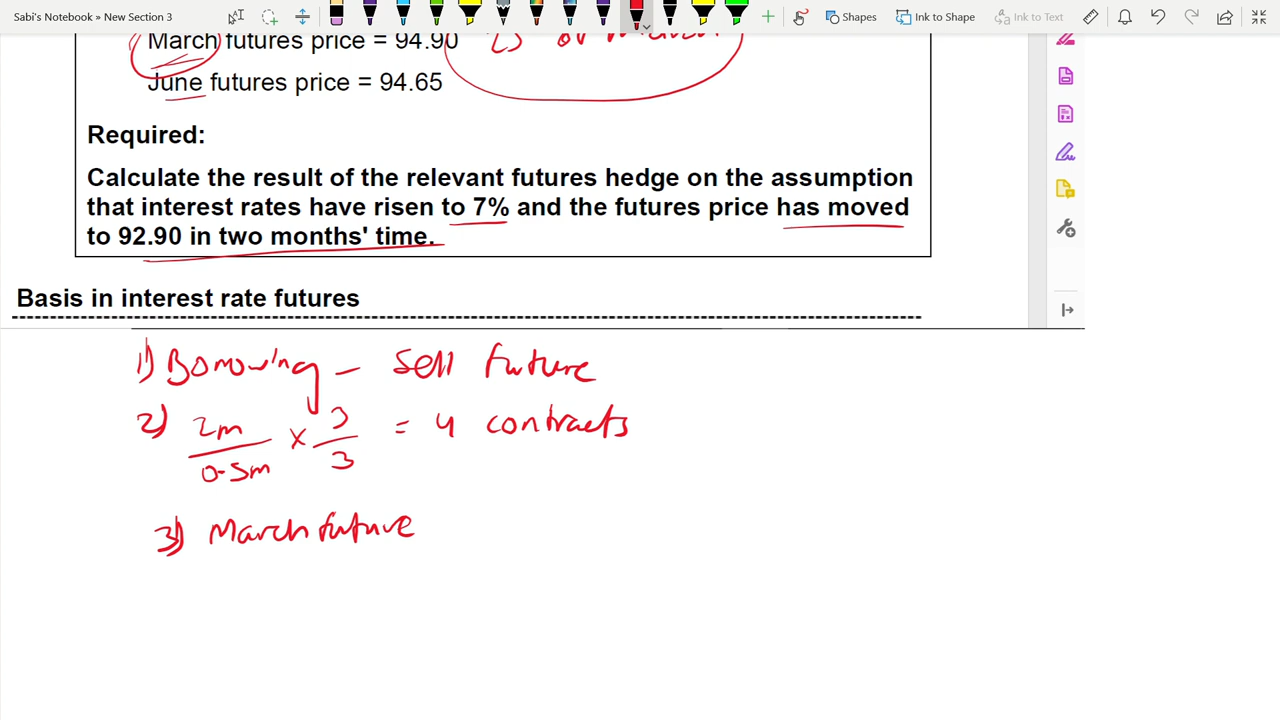 Sabi's Notebook » New Section 3
Shapes
Ink to Shape
Ink to Text
March futures price = 94.90
June futures price = 94.65
Required:
Calculate the result of the relevant futures hedge on the assumption
that interest rates have risen to 7% and the futures price has moved
to 92.90 in two months' time.
Basis in interest rate futures
1) Borrowing - Sell future
2) 2m/0.5m × 3/3 = 4 contracts
3) March future